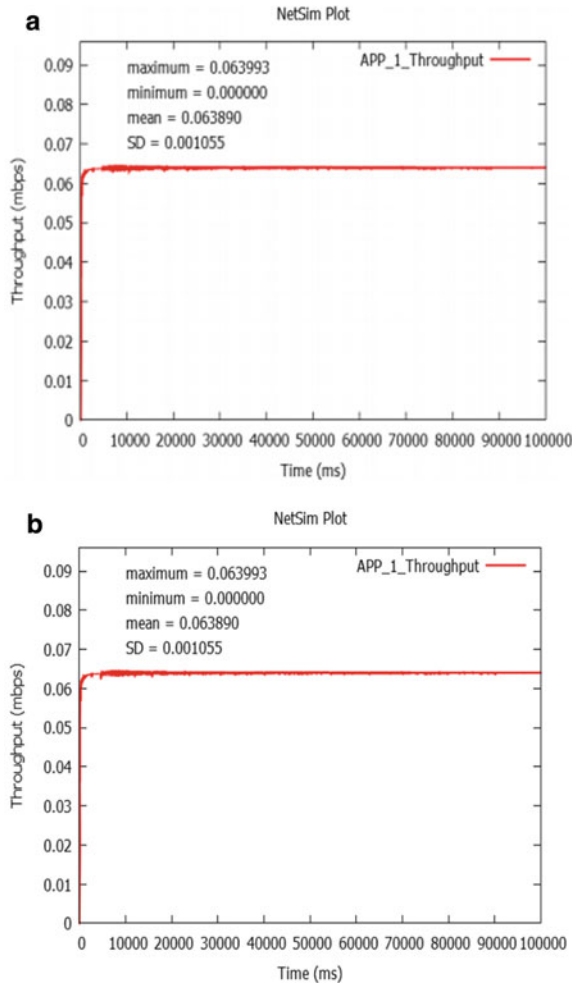 a
NetSim Plot
APP_1_Throughput
maximum = 0.063993
minimum = 0.000000
mean = 0.063890
SD = 0.001055
Throughput (mbps)
0.09
0.08
0.07
0.06
0.05
0.04
0.03
0.02
0.01
0
0 10000 20000 30000 40000 50000 60000 70000 80000 90000 100000
Time (ms)
b
NetSim Plot
APP_1_Throughput
maximum = 0.063993
minimum = 0.000000
mean = 0.063890
SD = 0.001055
Throughput (mbps)
0.09
0.08
0.07
0.06
0.05
0.04
0.03
0.02
0.01
0
0 10000 20000 30000 40000 50000 60000 70000 80000 90000 100000
Time (ms)